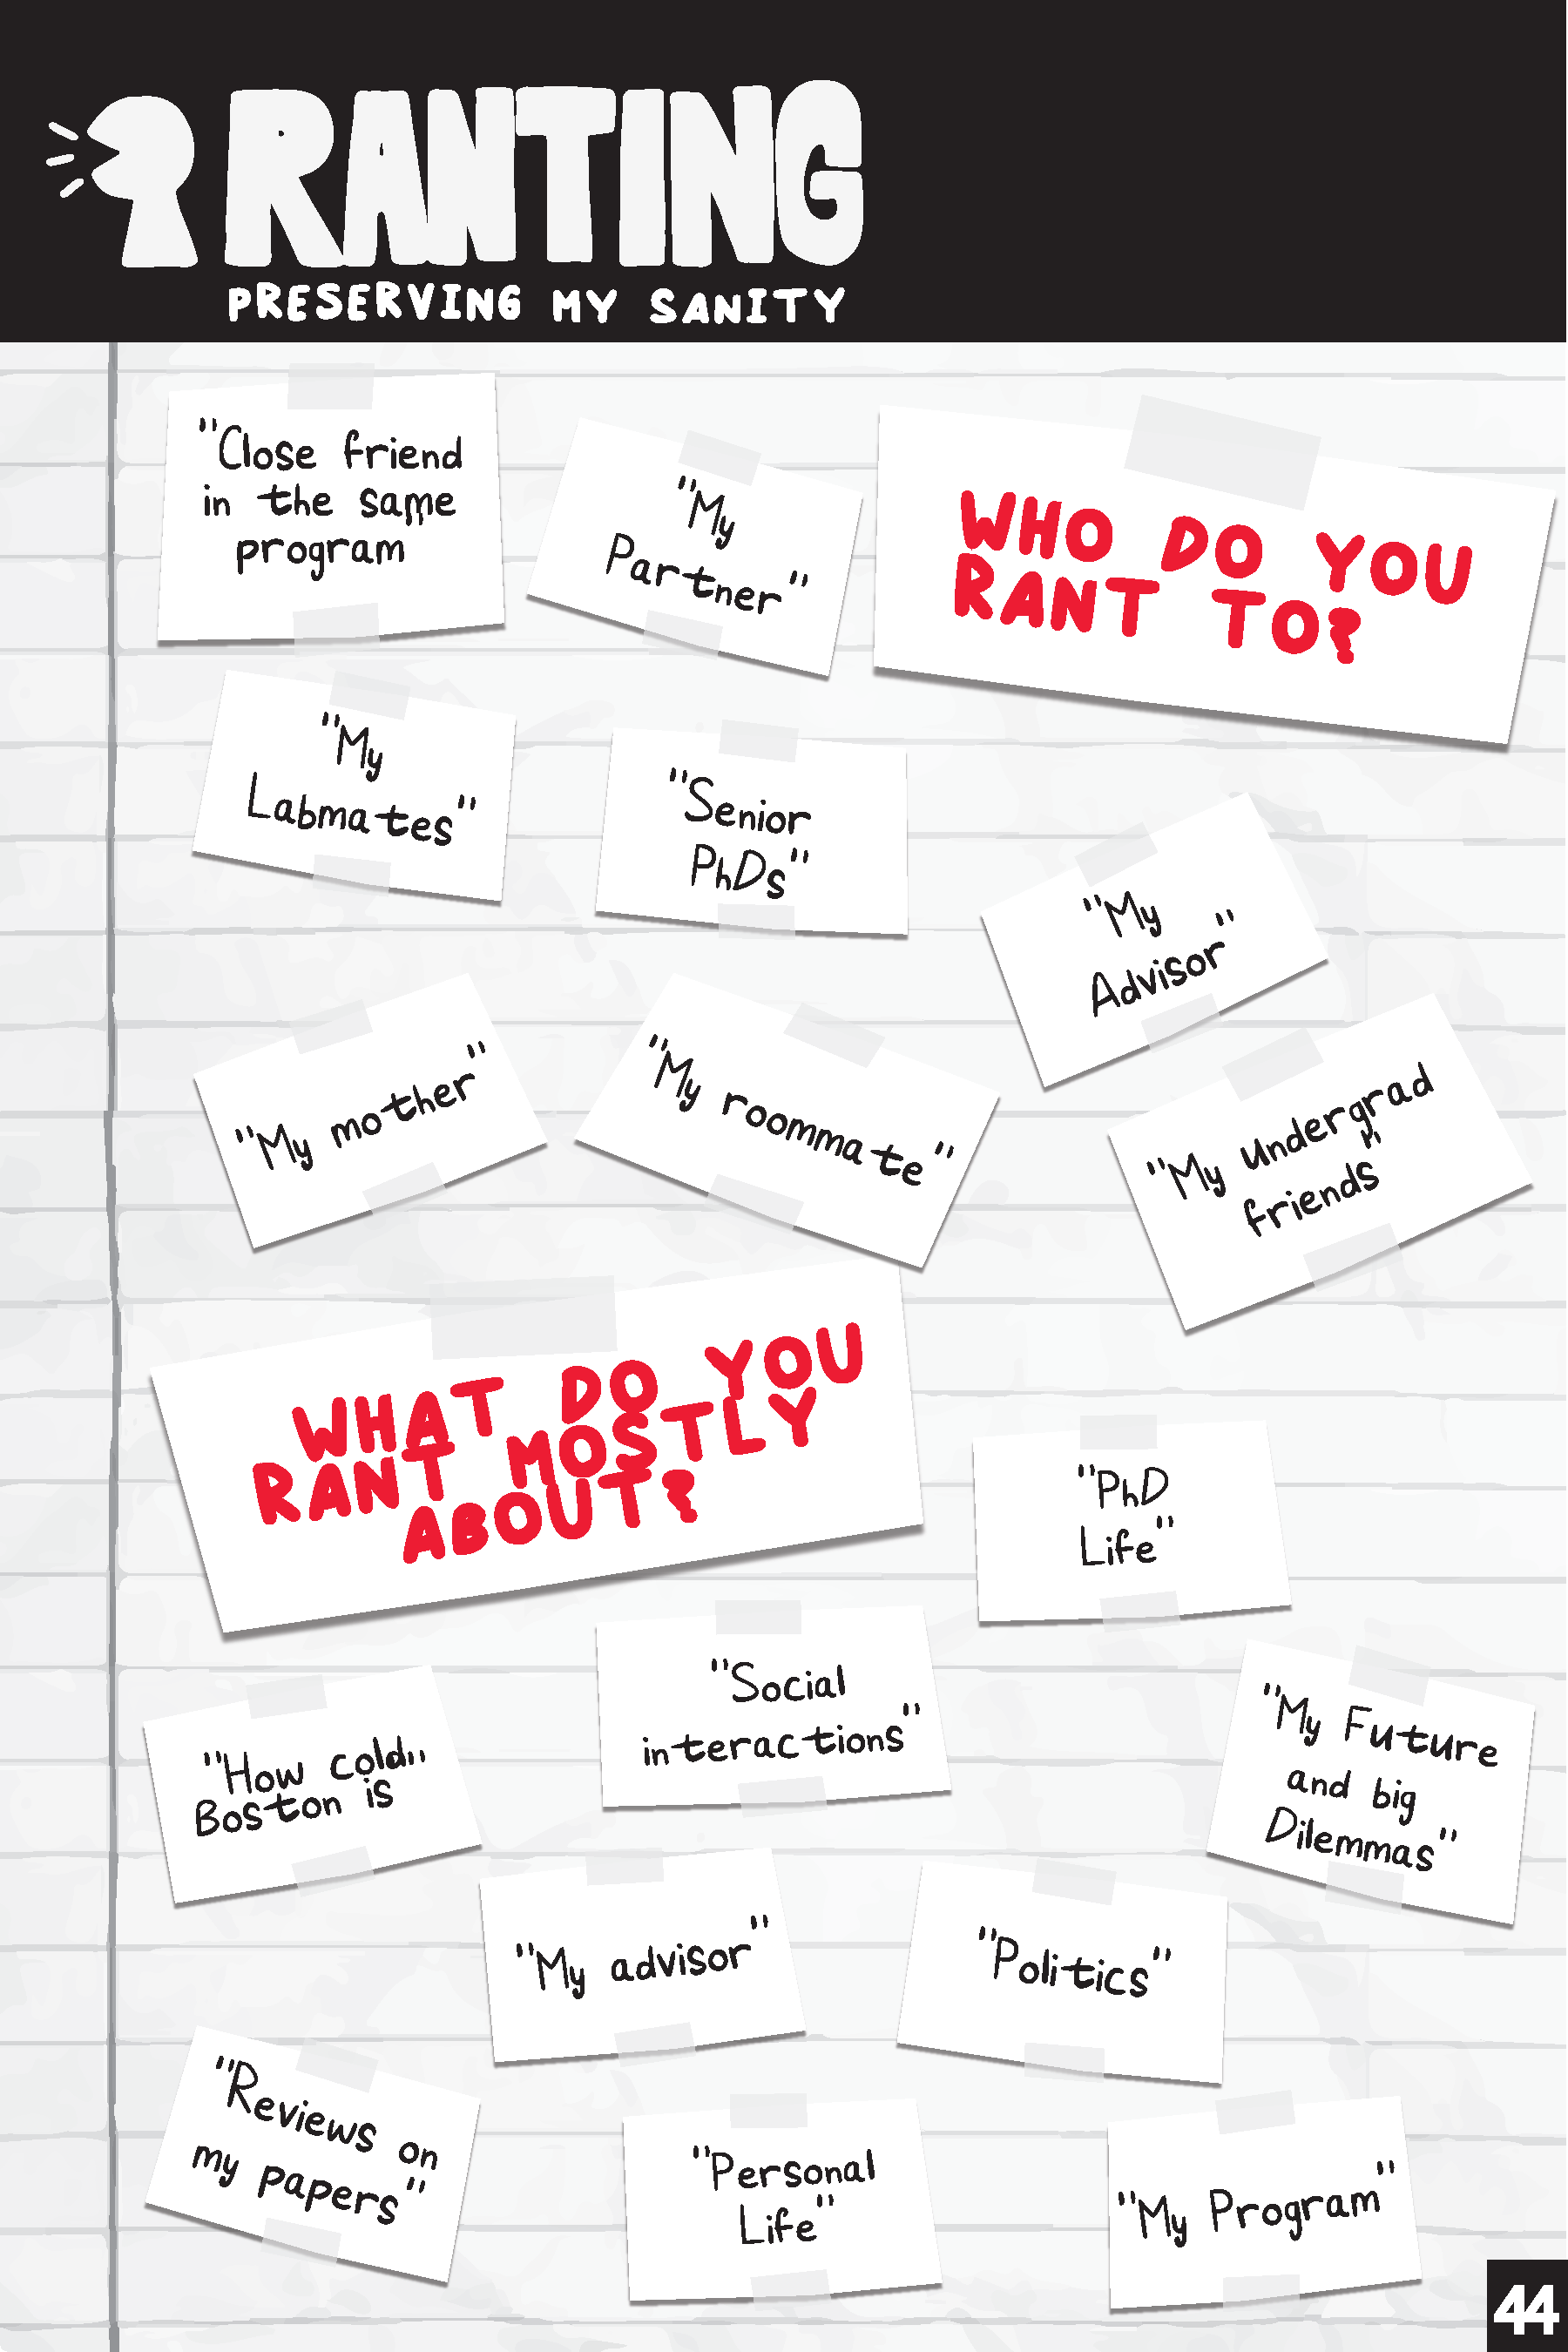 RANTING
PRESERVING MY SANITY
"Close friend
in the same
program
"My
Partner"
WHO DO YOU
RANT TO?
"My
Labmates"
"Senior
PhDs"
"My
Advisor"
"My mother"
"My roommate"
"My undergrad
friends"
WHAT DO YOU
RANT MOSTLY
ABOUT?
"PhD
Life"
"Social
interactions"
"How cold"
Boston is
"My Future
and big
Dilemmas"
"My advisor"
"Politics"
"Reviews on
my papers"
"Personal
Life"
"My Program"
44